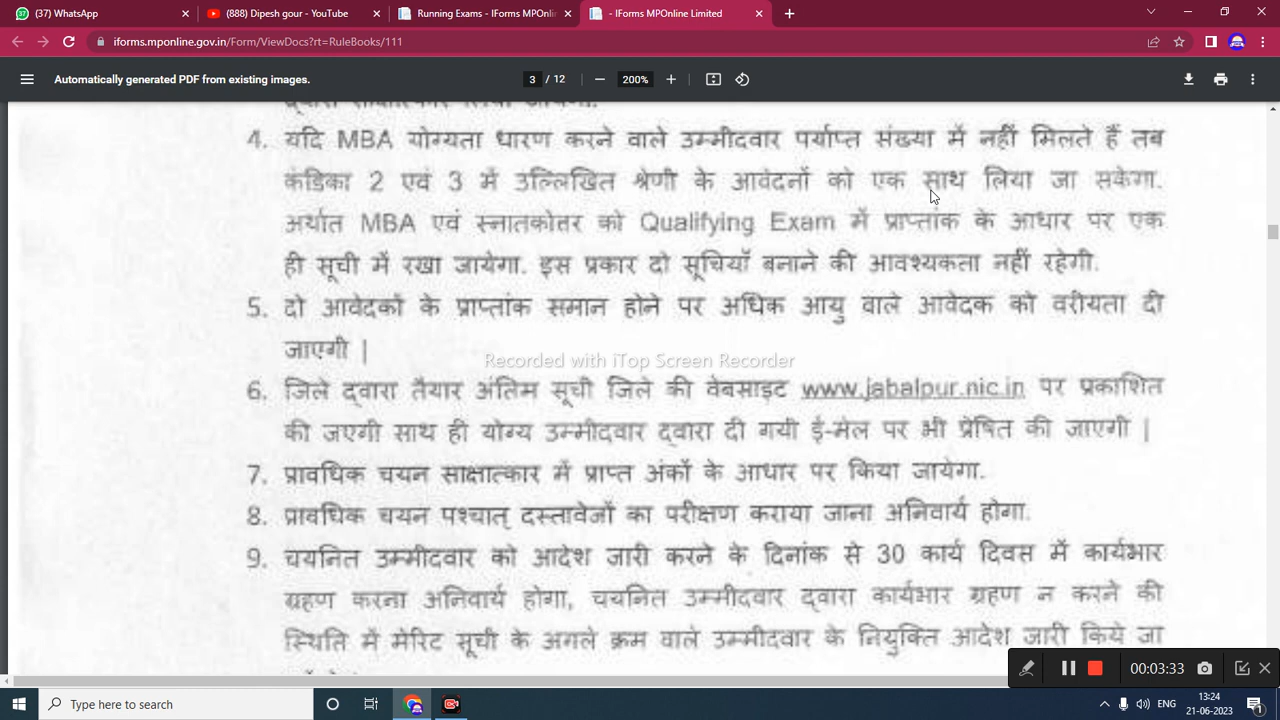 (37) WhatsApp
(888) Dipesh gour - YouTube
Running Exams - IForms MPOnlin
- IForms MPOnline Limited
iforms.mponline.gov.in/Form/ViewDocs?rt=RuleBooks/111
Automatically generated PDF from existing images.
3 / 12
200%
4. यदि MBA योग्यता धारण करने वाले उम्मीदवार पर्याप्त संख्या में नहीं मिलते हैं तब
कंडिका 2 एवं 3 में उल्लिखित श्रेणी के आवेदनों को एक साथ लिया जा सकेगा.
अर्थात MBA एवं स्नातकोतर को Qualifying Exam में प्राप्तांक के आधार पर एक
ही सूची में रखा जायेगा. इस प्रकार दो सूचियाँ बनाने की आवश्यकता नहीं रहेगी.
5. दो आवेदकों के प्राप्तांक समान होने पर अधिक आयु वाले आवेदक को वरीयता दी
जाएगी |
Recorded with iTop Screen Recorder
6. जिले द्वारा तैयार अंतिम सूची जिले की वेबसाइट www.jabalpur.nic.in पर प्रकाशित
की जएगी साथ ही योग्य उम्मीदवार द्वारा दी गयी ई-मेल पर भी प्रेषित की जाएगी |
7. प्रावधिक चयन साक्षात्कार में प्राप्त अंकों के आधार पर किया जायेगा.
8. प्रावधिक चयन पश्चात् दस्तावेजों का परीक्षण कराया जाना अनिवार्य होगा.
9. चयनित उम्मीदवार को आदेश जारी करने के दिनांक से 30 कार्य दिवस में कार्यभार
ग्रहण करना अनिवार्य होगा, चयनित उम्मीदवार द्वारा कार्यभार ग्रहण न करने की
स्थिति में मेरिट सूची के अगले क्रम वाले उम्मीदवार के नियुक्ति आदेश जारी किये जा
00:03:33
Type here to search
ENG
13:24
21-06-2023